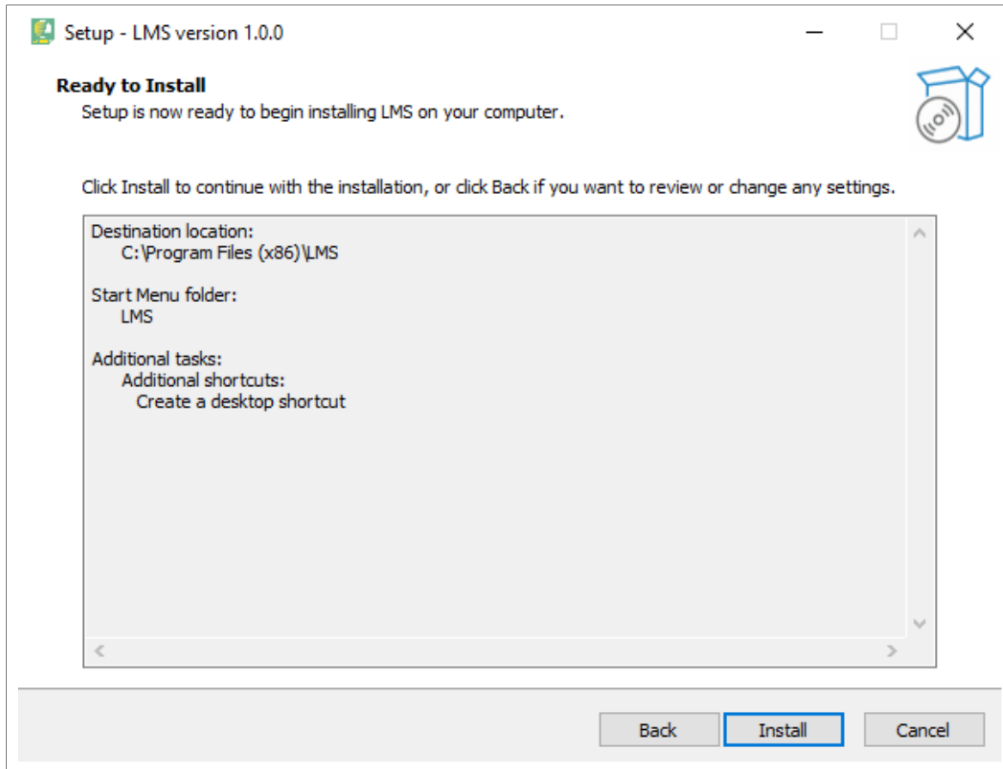 Setup - LMS version 1.0.0
Ready to Install
Setup is now ready to begin installing LMS on your computer.
Click Install to continue with the installation, or click Back if you want to review or change any settings.
Destination location:
C:\Program Files (x86)\LMS
Start Menu folder:
LMS
Additional tasks:
Additional shortcuts:
Create a desktop shortcut
Back
Install
Cancel